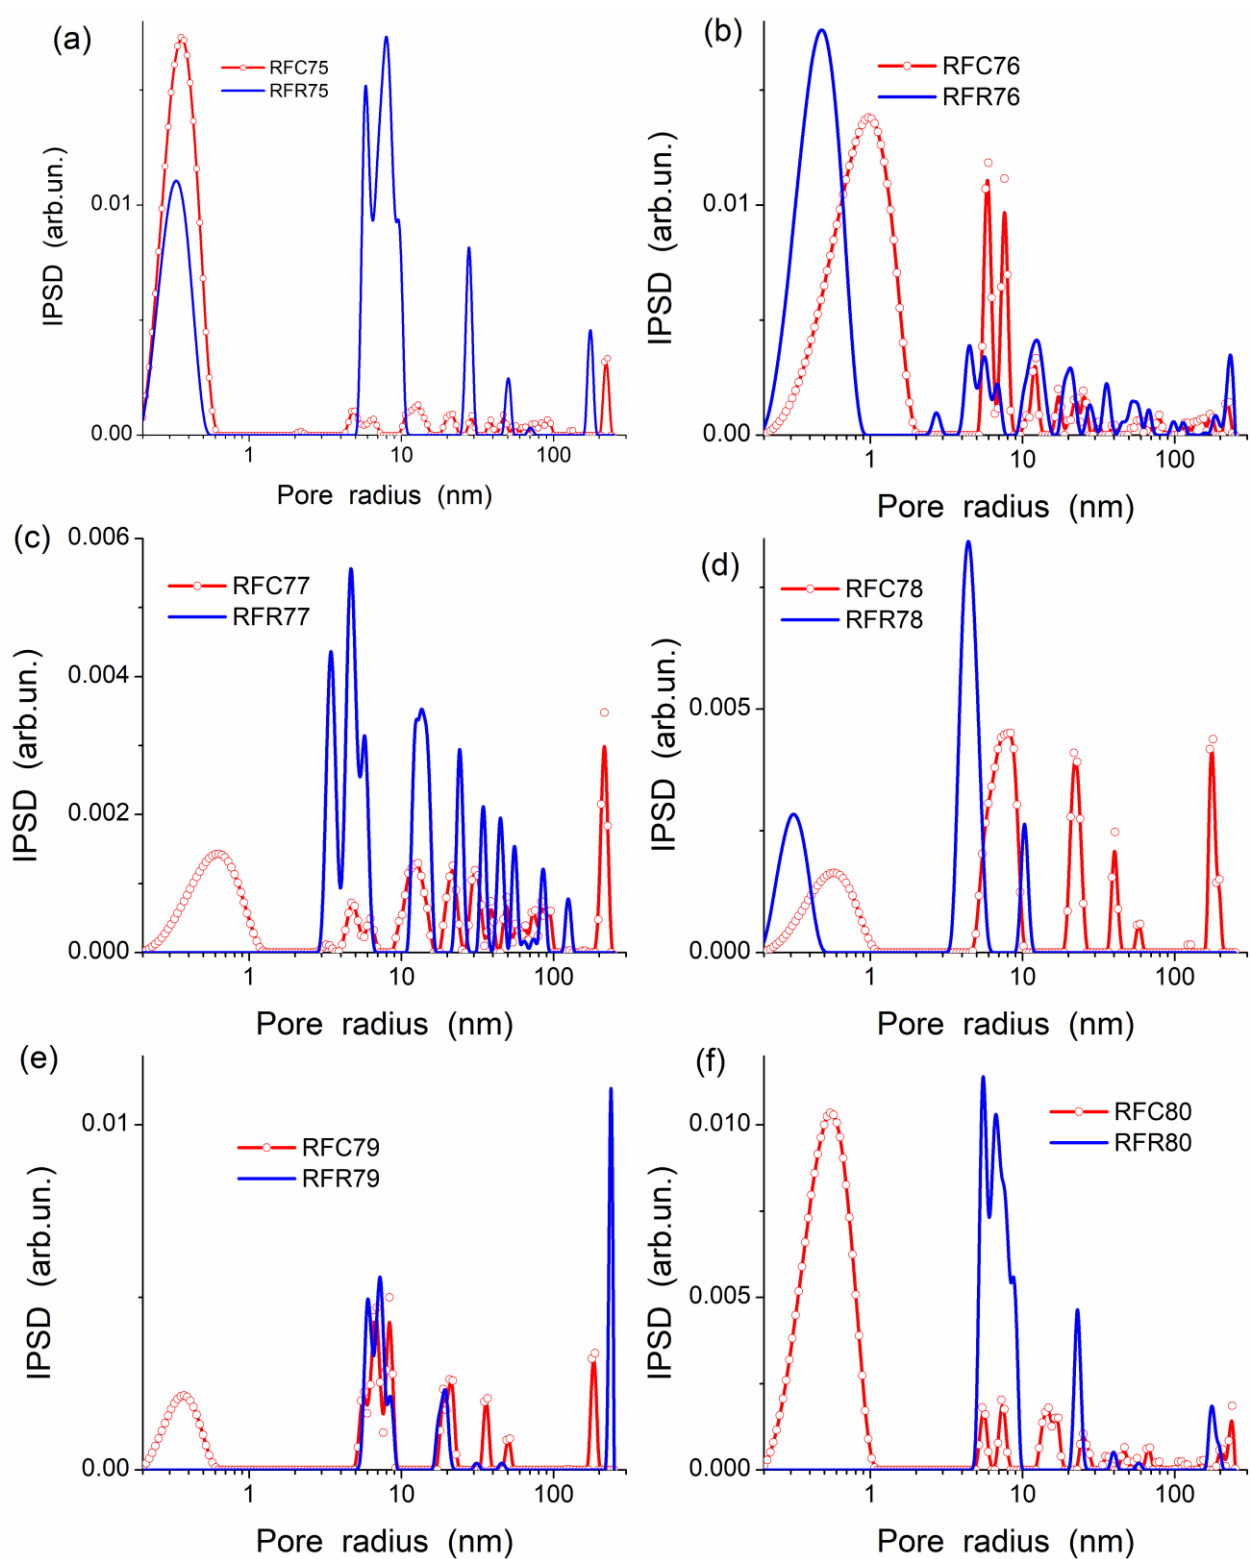 (a)
RFC75
RFR75
IPSD (arb.un.)
0.01
0.00
1 10 100
Pore radius (nm)
(b)
RFC76
RFR76
IPSD (arb.un.)
0.01
0.00
1 10 100
Pore radius (nm)
(c)
RFC77
RFR77
IPSD (arb.un.)
0.006
0.004
0.002
0.000
1 10 100
Pore radius (nm)
(d)
RFC78
RFR78
IPSD (arb.un.)
0.005
0.000
1 10 100
Pore radius (nm)
(e)
RFC79
RFR79
IPSD (arb.un.)
0.01
0.00
1 10 100
Pore radius (nm)
(f)
RFC80
RFR80
IPSD (arb.un.)
0.010
0.005
0.000
1 10 100
Pore radius (nm)